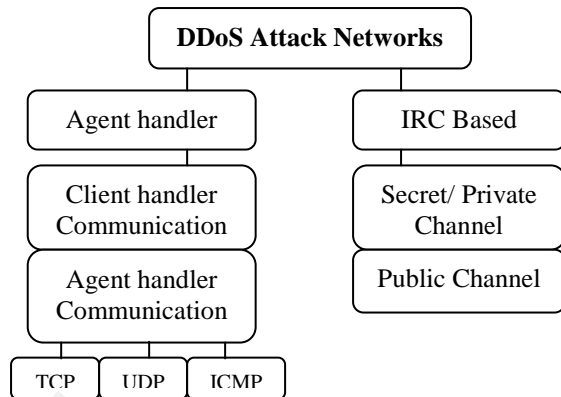 DDoS Attack Networks
Agent handler
IRC Based
Client handler
Communication
Secret/ Private
Channel
Agent handler
Communication
Public Channel
TCP
UDP
ICMP